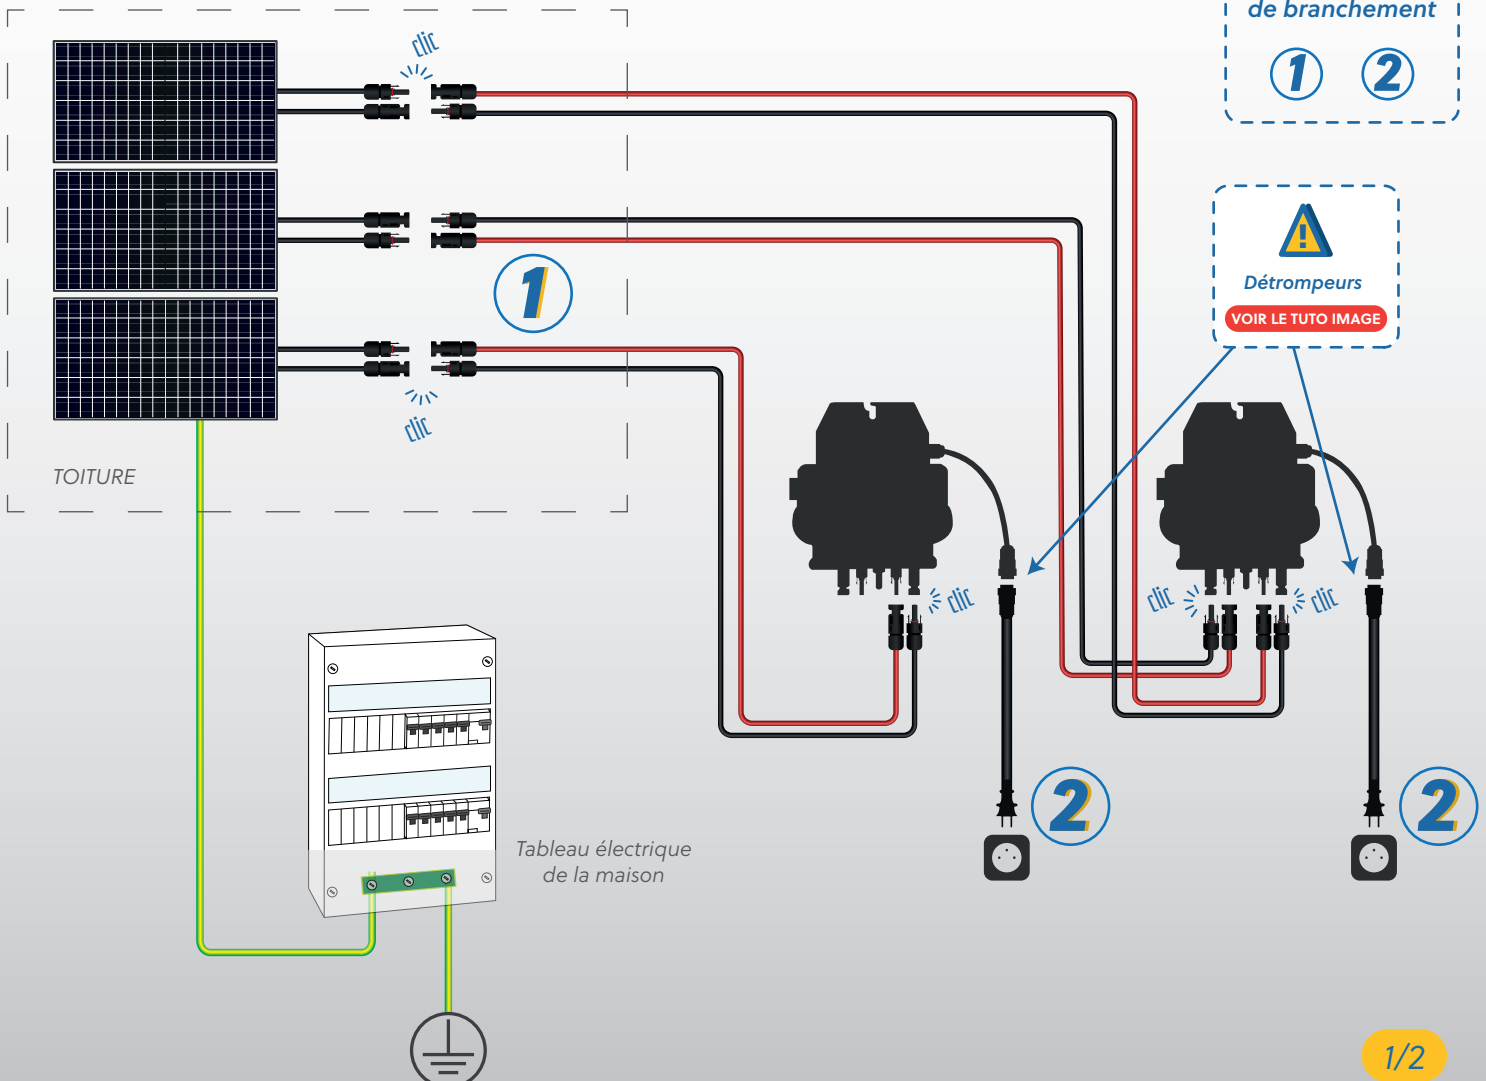 de branchement
1 2
clic
1
Détrompeurs
VOIR LE TUTO IMAGE
clic
TOITURE
clic
clic
clic
2
2
Tableau électrique
de la maison
1/2